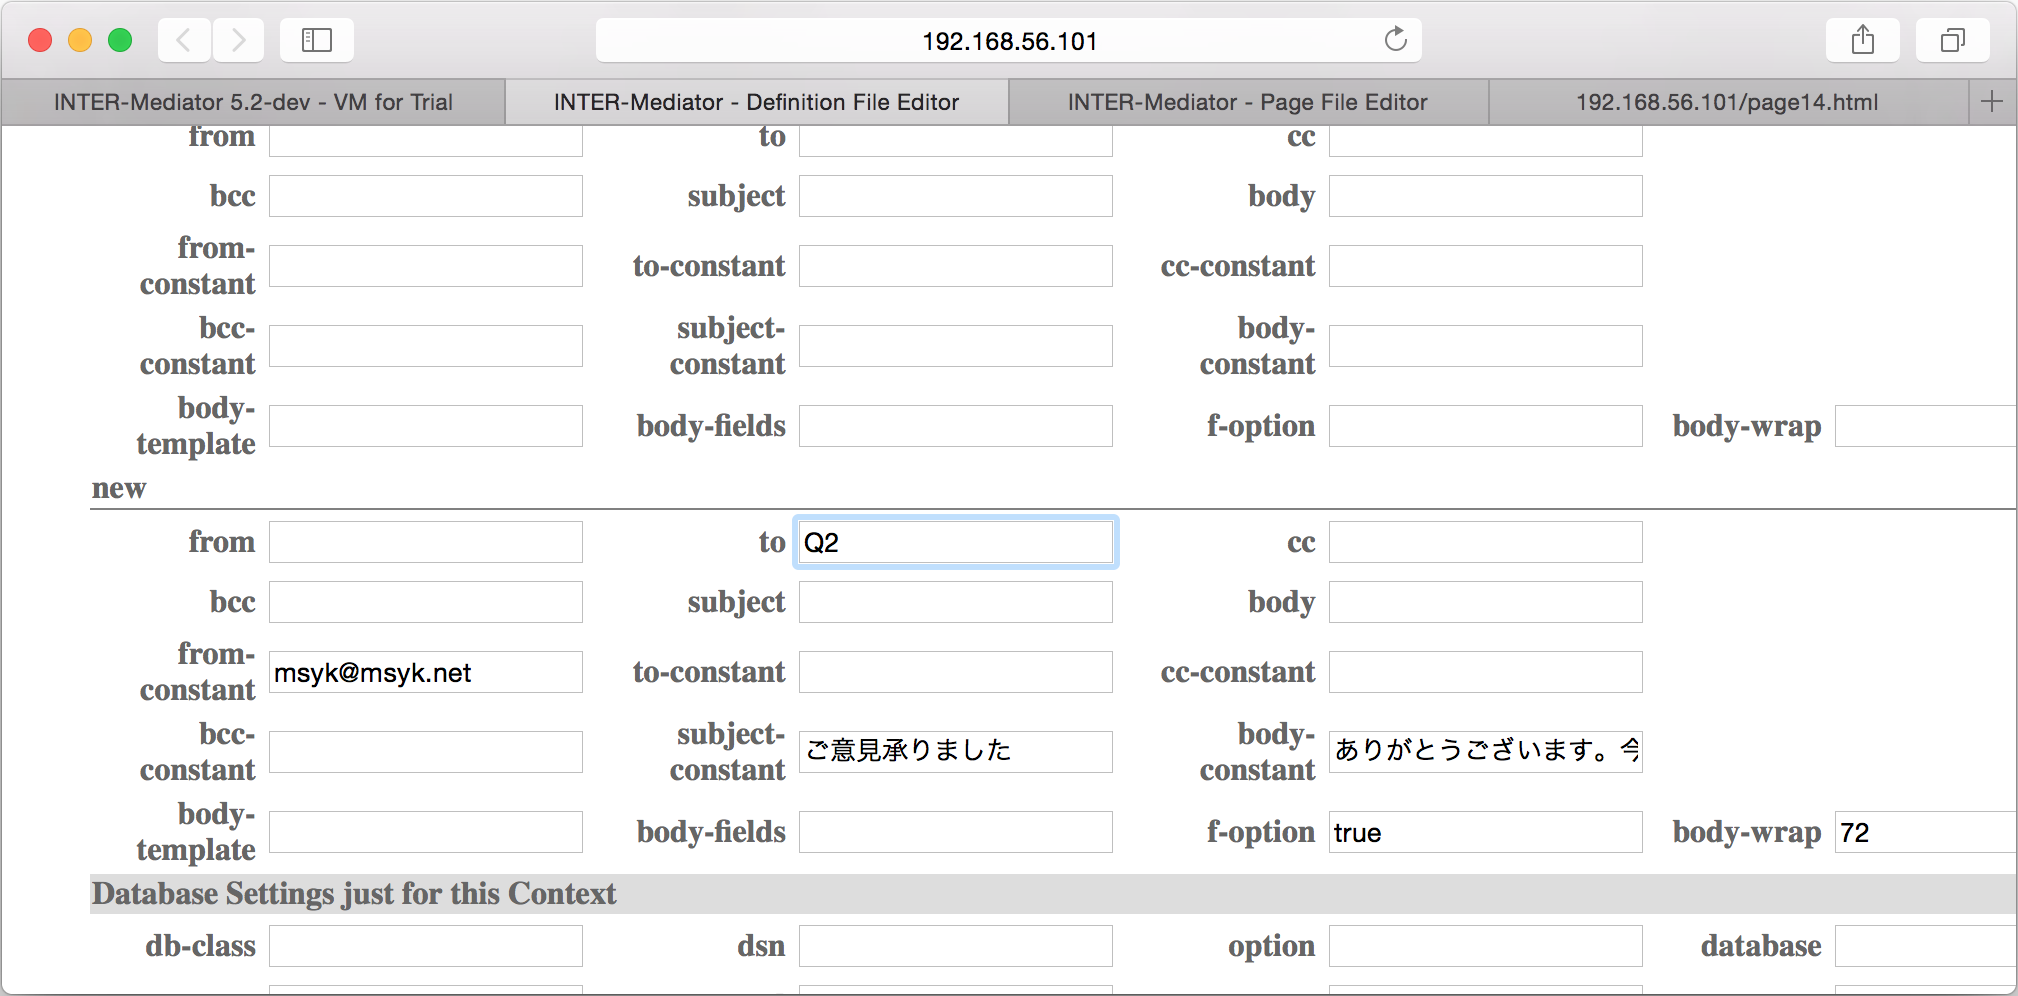 192.168.56.101
INTER-Mediator 5.2-dev - VM for Trial
INTER-Mediator - Definition File Editor
INTER-Mediator - Page File Editor
192.168.56.101/page14.html
from to cc
bcc subject body
from-constant to-constant cc-constant
bcc-constant subject-constant body-constant
body-template body-fields f-option body-wrap
new
from to Q2 cc
bcc subject body
from-constant msyk@msyk.net to-constant cc-constant
bcc-constant subject-constant ご意見承りました body-constant ありがとうございます。今
body-template body-fields f-option true body-wrap 72
Database Settings just for this Context
db-class dsn option database